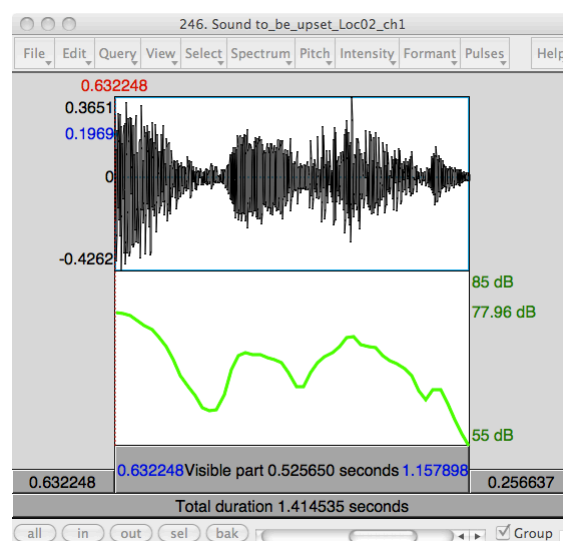 246. Sound to_be_upset_Loc02_ch1
File Edit Query View Select Spectrum Pitch Intensity Formant Pulses Help
0.632248
0.3651
0.1969
0
-0.4262
85 dB
77.96 dB
55 dB
0.632248 0.632248 Visible part 0.525650 seconds 1.157898 0.256637
Total duration 1.414535 seconds
all in out sel bak Group